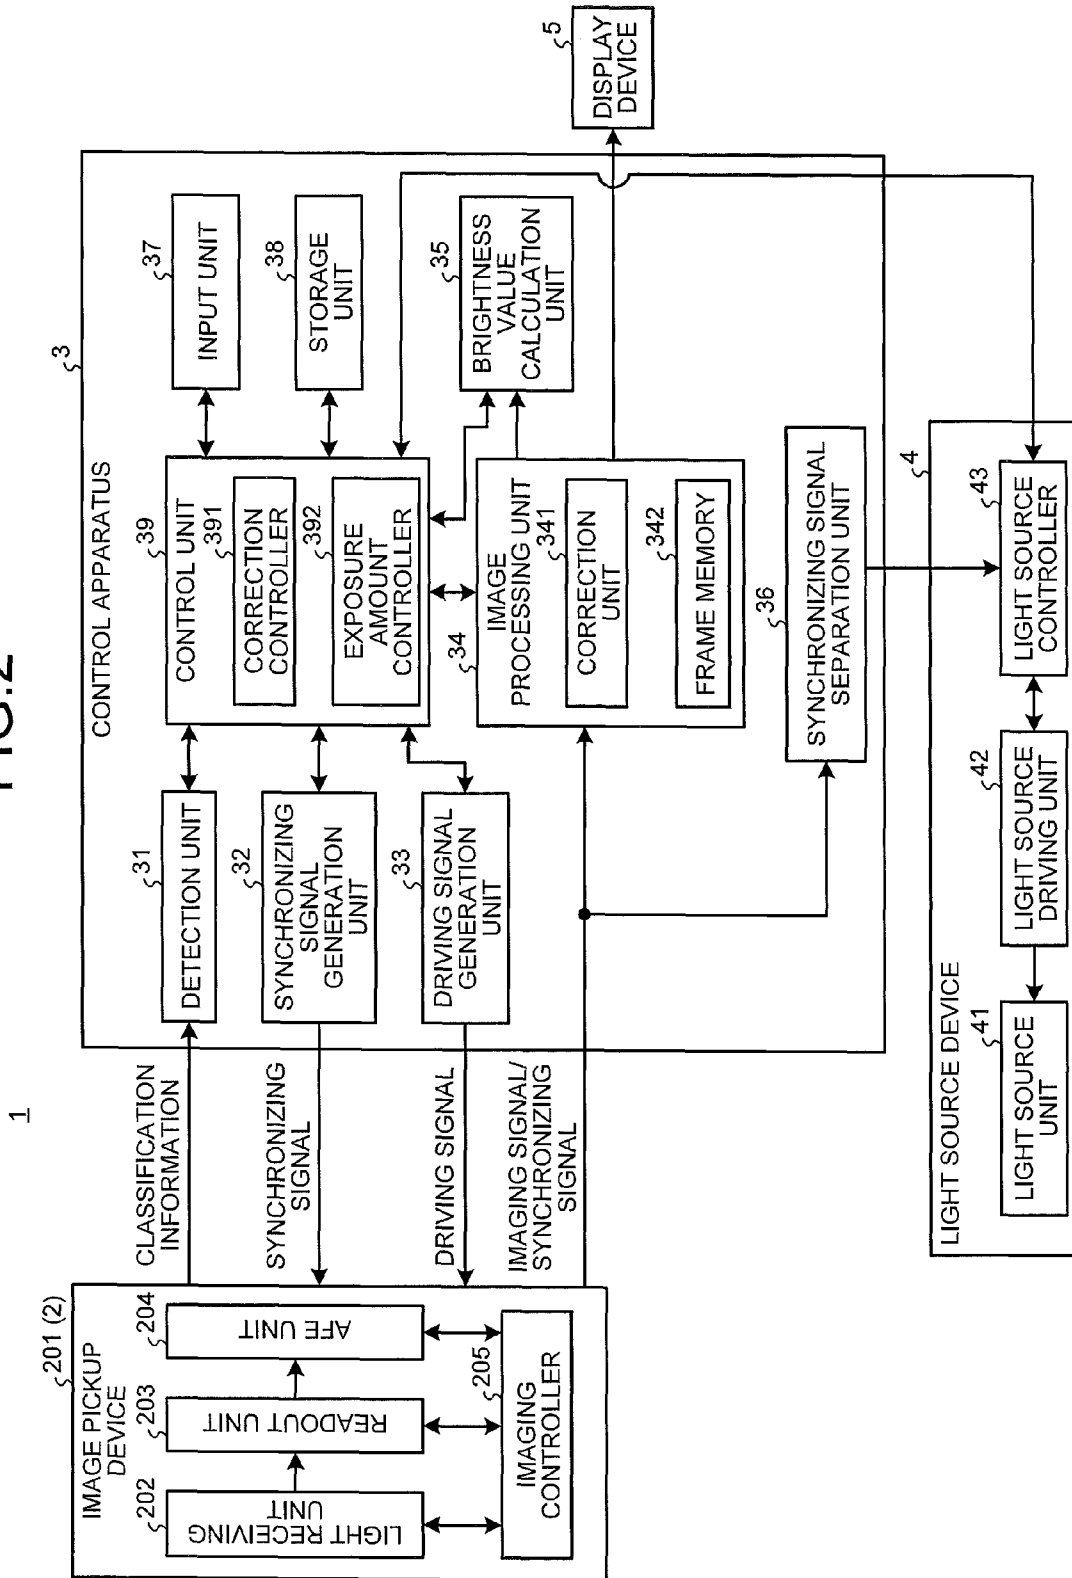 FIG.2
1
201 (2)
IMAGE PICKUP
DEVICE
202
LIGHT RECEIVING
UNIT
203
READOUT UNIT
204
AFE UNIT
205
IMAGING
CONTROLLER
CLASSIFICATION
INFORMATION
SYNCHRONIZING
SIGNAL
DRIVING SIGNAL
IMAGING SIGNAL/
SYNCHRONIZING
SIGNAL
3
CONTROL APPARATUS
31
DETECTION UNIT
32
SYNCHRONIZING
SIGNAL
GENERATION
UNIT
33
DRIVING SIGNAL
GENERATION
UNIT
39
CONTROL UNIT
391
CORRECTION
CONTROLLER
392
EXPOSURE
AMOUNT
CONTROLLER
34
IMAGE
PROCESSING UNIT
341
CORRECTION
UNIT
342
FRAME MEMORY
37
INPUT UNIT
38
STORAGE
UNIT
35
BRIGHTNESS
VALUE
CALCULATION
UNIT
36
SYNCHRONIZING SIGNAL
SEPARATION UNIT
5
DISPLAY
DEVICE
4
LIGHT SOURCE DEVICE
41
LIGHT SOURCE
UNIT
42
LIGHT SOURCE
DRIVING UNIT
43
LIGHT SOURCE
CONTROLLER